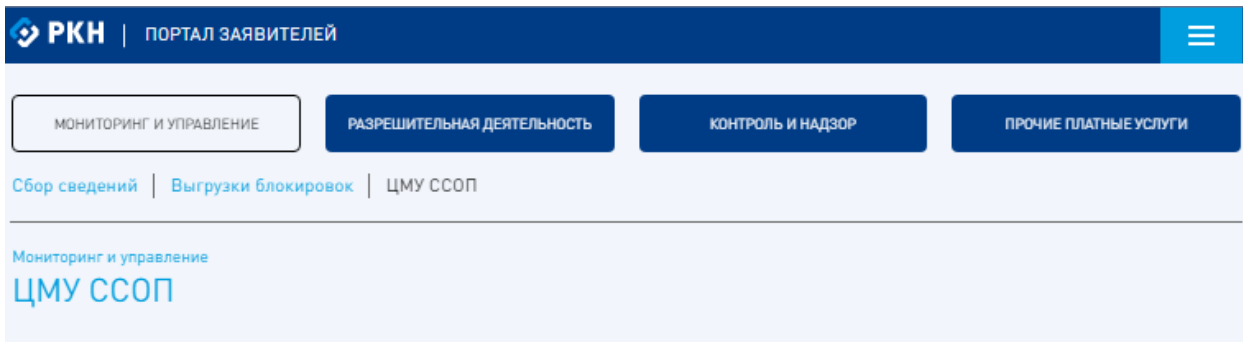 РКН | ПОРТАЛ ЗАЯВИТЕЛЕЙ
МОНИТОРИНГ И УПРАВЛЕНИЕ РАЗРЕШИТЕЛЬНАЯ ДЕЯТЕЛЬНОСТЬ КОНТРОЛЬ И НАДЗОР ПРОЧИЕ ПЛАТНЫЕ УСЛУГИ
Сбор сведений | Выгрузки блокировок | ЦМУ ССОП
Мониторинг и управление
ЦМУ ССОП